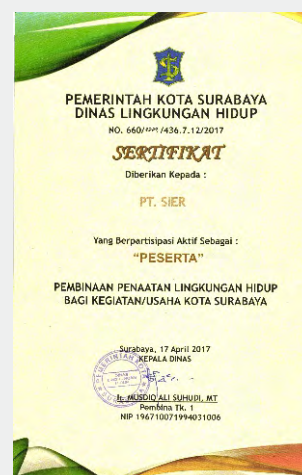 PEMERINTAH KOTA SURABAYA
DINAS LINGKUNGAN HIDUP
NO. 660/ /436.7.12/2017
SERTIFIKAT
Diberikan Kepada :
PT. SIER
Yang Berpartisipasi Aktif Sebagai :
"PESERTA"
PEMBINAAN PENAATAN LINGKUNGAN HIDUP
BAGI KEGIATAN/USAHA KOTA SURABAYA
Surabaya, 17 April 2017
KEPALA DINAS
Ir. MUSDIQ ALI SUHUDI, MT
Pembina Tk. 1
NIP 196710071994031006